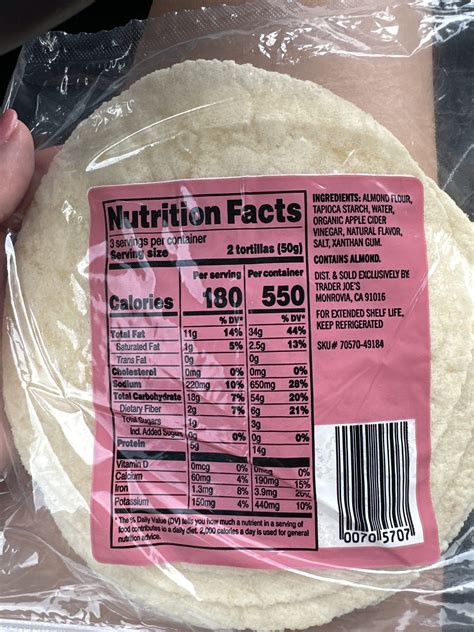 Nutrition Facts
3 servings per container
Serving size 2 tortillas (50g)
Per serving Per container
Calories 180 550
% DV* % DV*
Total Fat 11g 14% 34g 44%
Saturated Fat 1g 5% 2.5g 13%
Trans Fat 0g 0g
Cholesterol 0mg 0% 0mg 0%
Sodium 220mg 10% 650mg 28%
Total Carbohydrate 18g 7% 54g 20%
Dietary Fiber 2g 7% 6g 21%
Total Sugars 1g 3g
Incl. Added Sugars 0g 0% 0g 0%
Protein 5g 14g
Vitamin D 0mcg 0% 0mcg 0%
Calcium 60mg 4% 190mg 15%
Iron 1.3mg 8% 3.9mg 20%
Potassium 150mg 4% 440mg 10%
* The % Daily Value (DV) tells you how much a nutrient in a serving of
food contributes to a daily diet. 2,000 calories a day is used for general
nutrition advice.
INGREDIENTS: ALMOND FLOUR,
TAPIOCA STARCH, WATER,
ORGANIC APPLE CIDER
VINEGAR, NATURAL FLAVOR,
SALT, XANTHAN GUM.
CONTAINS ALMOND.
DIST. & SOLD EXCLUSIVELY BY:
TRADER JOE'S
MONROVIA, CA 91016
FOR EXTENDED SHELF LIFE,
KEEP REFRIGERATED
SKU# 70570-49184
0070 5707